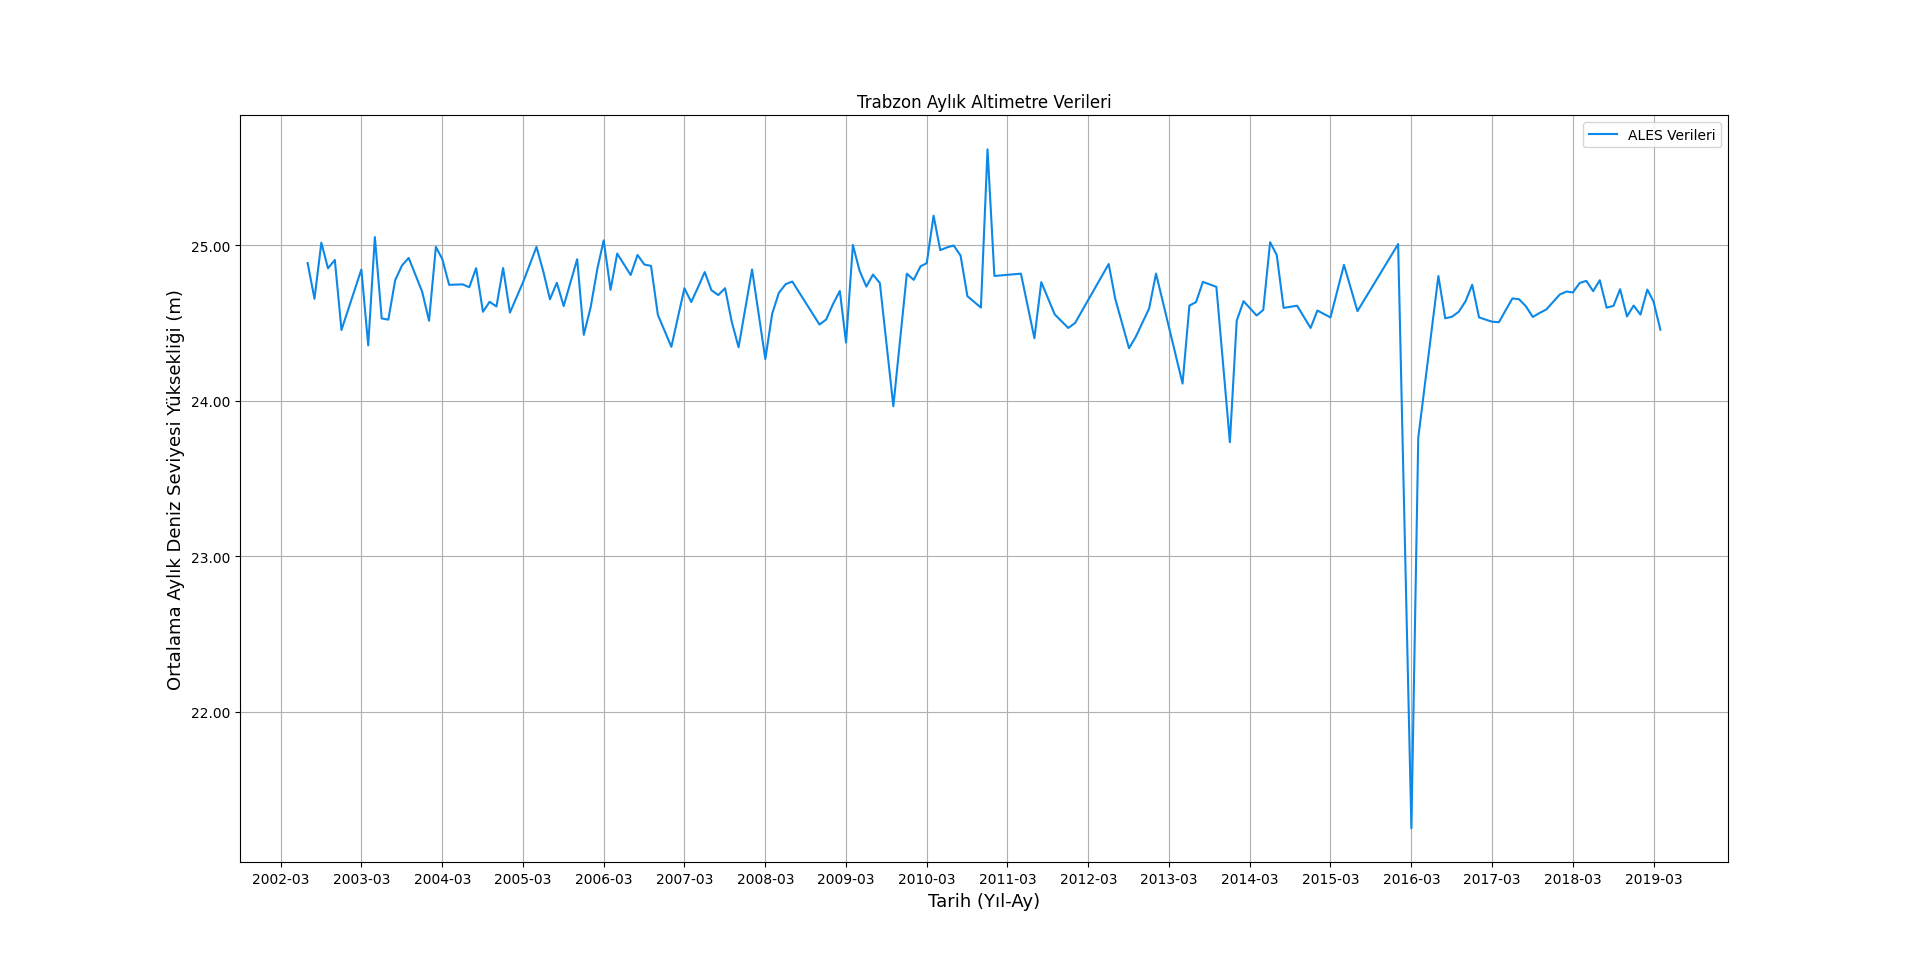 Trabzon Aylık Altimetre Verileri
ALES Verileri
Ortalama Aylık Deniz Seviyesi Yüksekliği (m)
25.00
24.00
23.00
22.00
2002-03 2003-03 2004-03 2005-03 2006-03 2007-03 2008-03 2009-03 2010-03 2011-03 2012-03 2013-03 2014-03 2015-03 2016-03 2017-03 2018-03 2019-03
Tarih (Yıl-Ay)